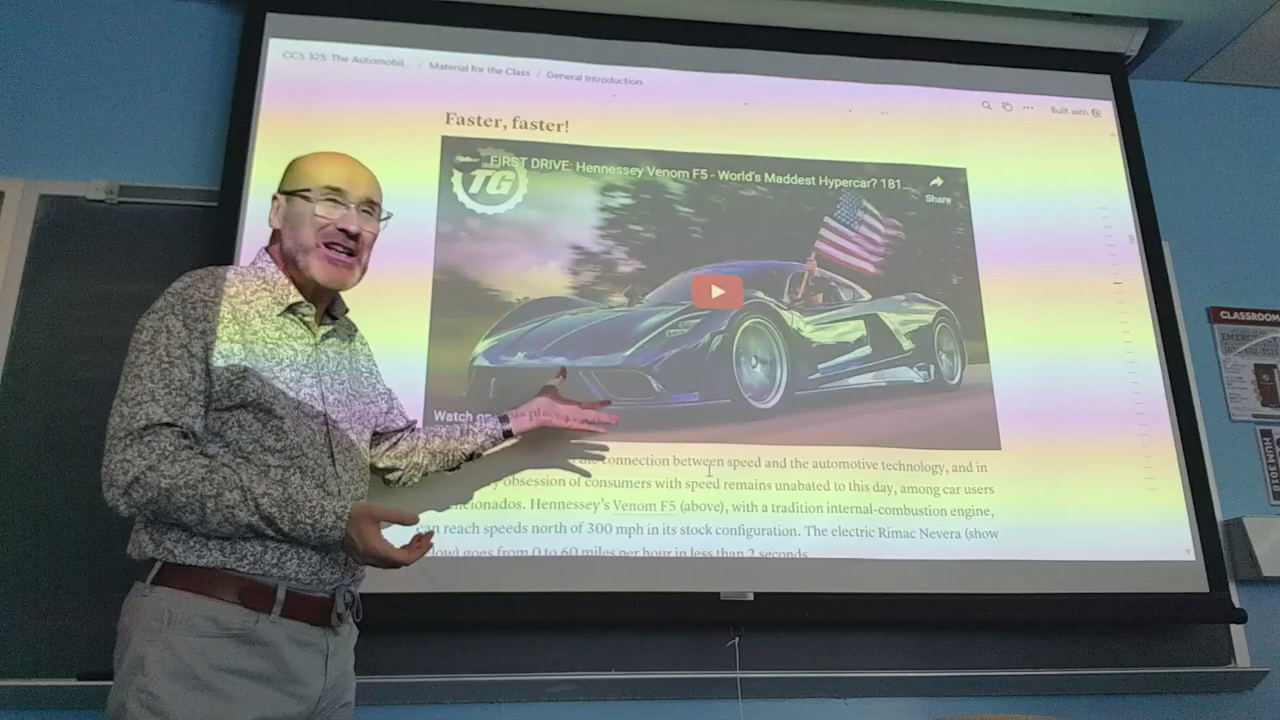 CCS 325 The Automobil... / Material for the Class / General Introduction
Built with
Faster, faster!
TG
FIRST DRIVE: Hennessey Venom F5 - World's Maddest Hypercar? 181...
Share
Watch on
connection between speed and the automotive technology, and in
obsession of consumers with speed remains unabated to this day, among car users
cionados. Hennessey's Venom F5 (above), with a tradition internal-combustion engine,
can reach speeds north of 300 mph in its stock configuration. The electric Rimac Nevera (show
low) goes from 0 to 60 miles per hour in less than 2 seconds
CLASSROOM